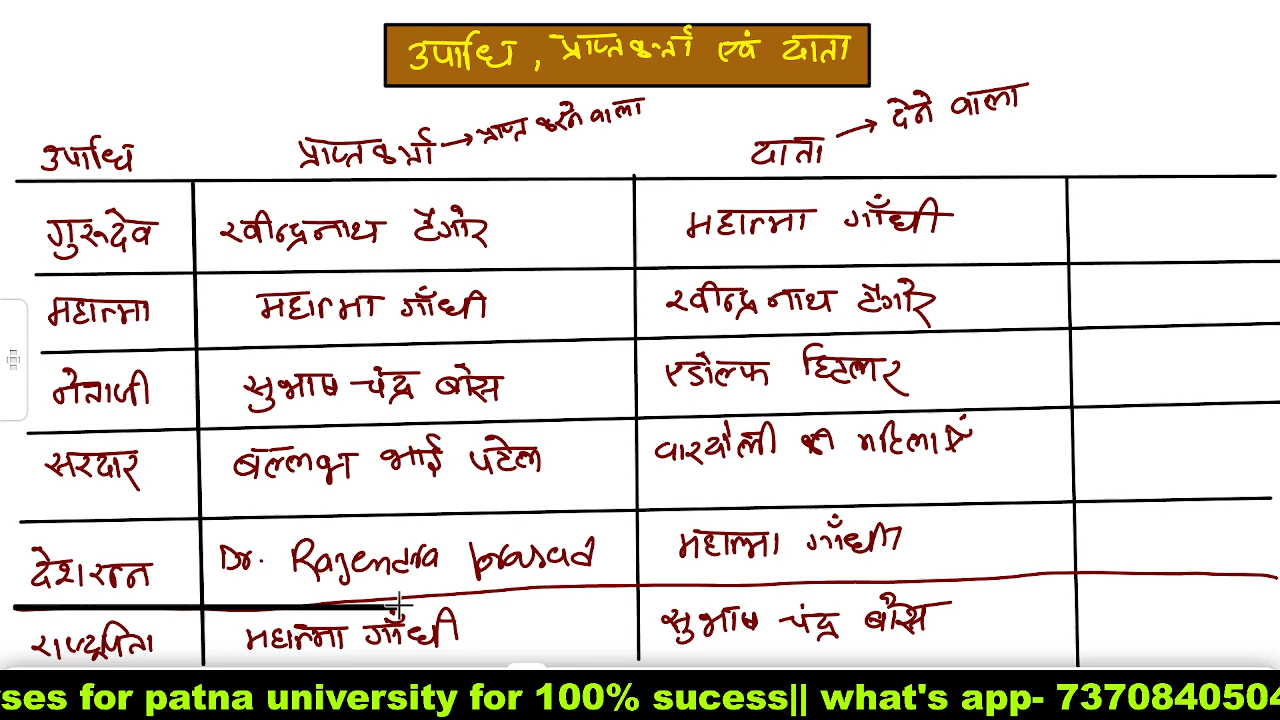 उपाधि, प्राप्तकर्ता एवं दाता
उपाधि प्राप्तकर्ता → प्राप्त करने वाला दाता → देने वाला
गुरूदेव रवीन्द्रनाथ टैगोर महात्मा गाँधी
महात्मा महात्मा गाँधी रवीन्द्रनाथ टैगोर
नेताजी सुभाष चंद्र बोस एडोल्फ हिटलर
सरदार बल्लभ भाई पटेल वारदोली की महिलाएँ
देशरत्न Dr. Rajendra prasad महात्मा गाँधी
राष्ट्रपिता महात्मा गाँधी सुभाष चंद्र बोस
yses for patna university for 100% sucess|| what's app- 7370840504